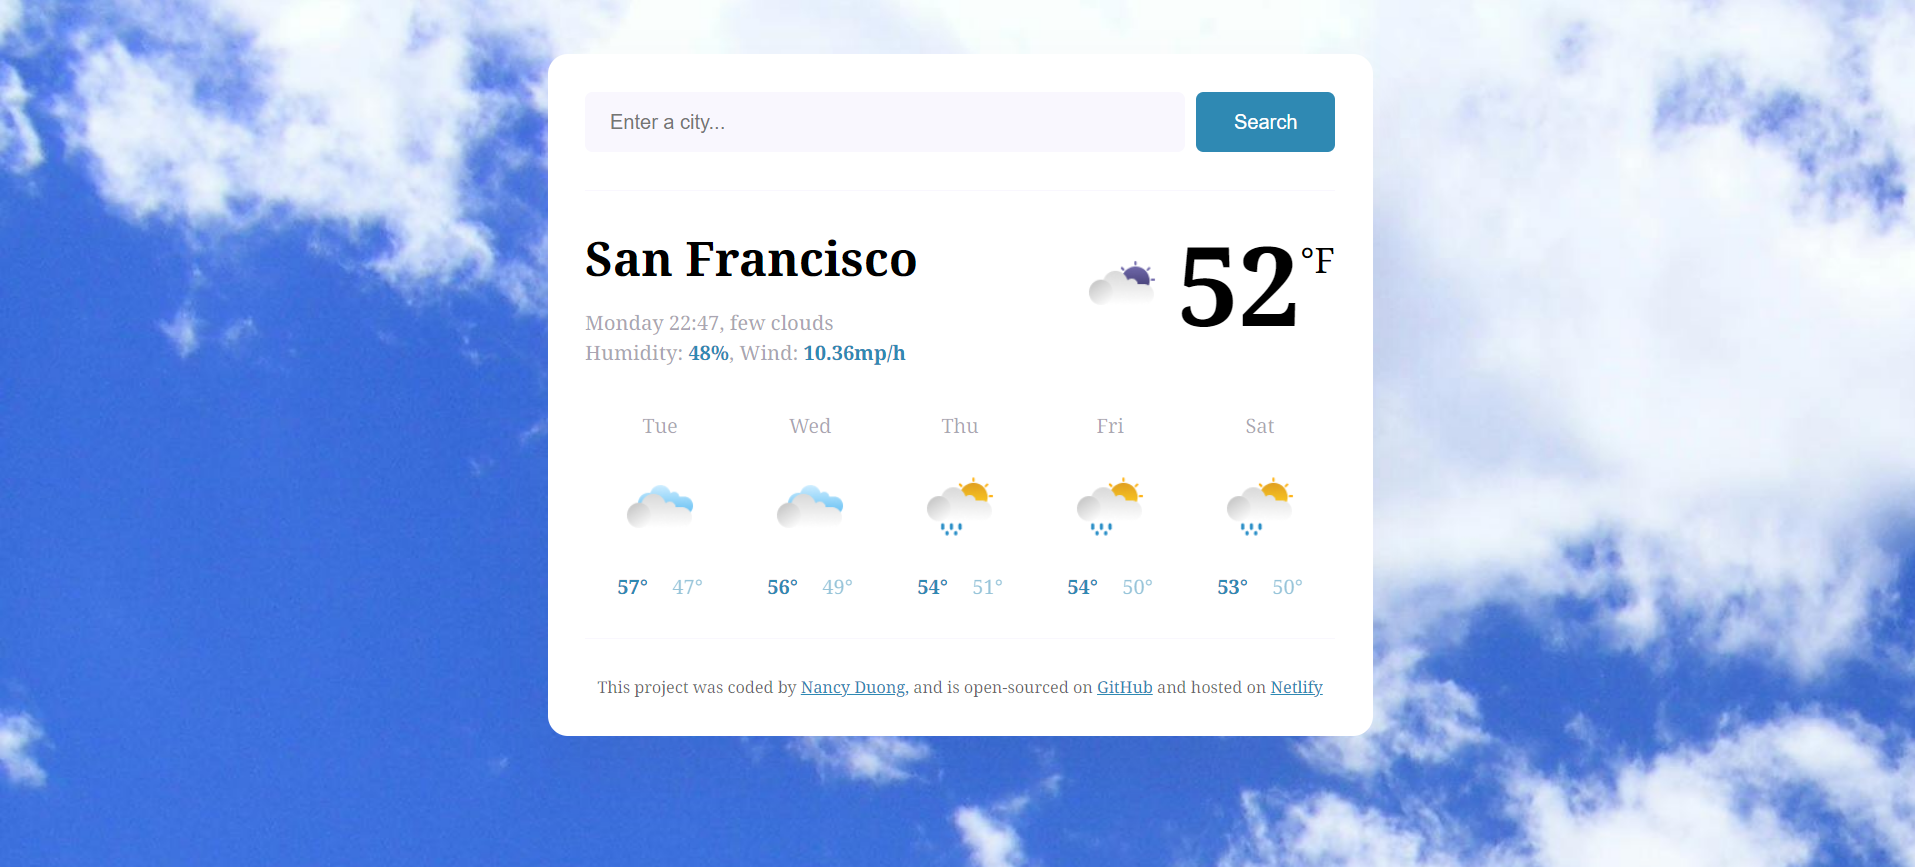 Enter a city...
Search
San Francisco
52 °F
Monday 22:47, few clouds
Humidity: 48%, Wind: 10.36mp/h
Tue Wed Thu Fri Sat
57° 47° 56° 49° 54° 51° 54° 50° 53° 50°
This project was coded by Nancy Duong, and is open-sourced on GitHub and hosted on Netlify